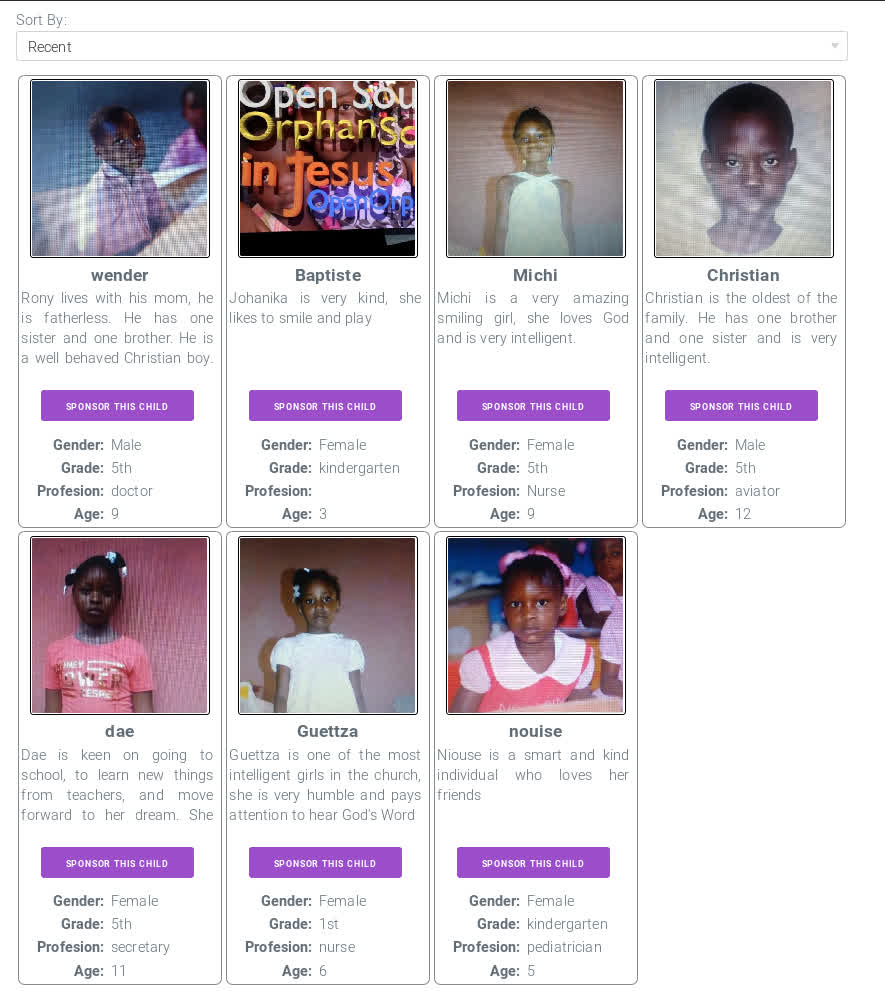 Sort By:
Recent
Open Sou
OrphanSc
in Jesus
OpenOrp
wender
Baptiste
Michi
Christian
Rony lives with his mom, he
is fatherless. He has one
sister and one brother. He is
a well behaved Christian boy.
Johanika is very kind, she
likes to smile and play
Michi is a very amazing
smiling girl, she loves God
and is very intelligent.
Christian is the oldest of the
family. He has one brother
and one sister and is very
intelligent.
SPONSOR THIS CHILD
SPONSOR THIS CHILD
SPONSOR THIS CHILD
SPONSOR THIS CHILD
Gender: Male
Grade: 5th
Profesion: doctor
Age: 9
Gender: Female
Grade: kindergarten
Profesion:
Age: 3
Gender: Female
Grade: 5th
Profesion: Nurse
Age: 9
Gender: Male
Grade: 5th
Profesion: aviator
Age: 12
dae
Guettza
nouise
Dae is keen on going to
school, to learn new things
from teachers, and move
forward to her dream. She
Guettza is one of the most
intelligent girls in the church,
she is very humble and pays
attention to hear God's Word
Niouse is a smart and kind
individual who loves her
friends
SPONSOR THIS CHILD
SPONSOR THIS CHILD
SPONSOR THIS CHILD
Gender: Female
Grade: 5th
Profesion: secretary
Age: 11
Gender: Female
Grade: 1st
Profesion: nurse
Age: 6
Gender: Female
Grade: kindergarten
Profesion: pediatrician
Age: 5